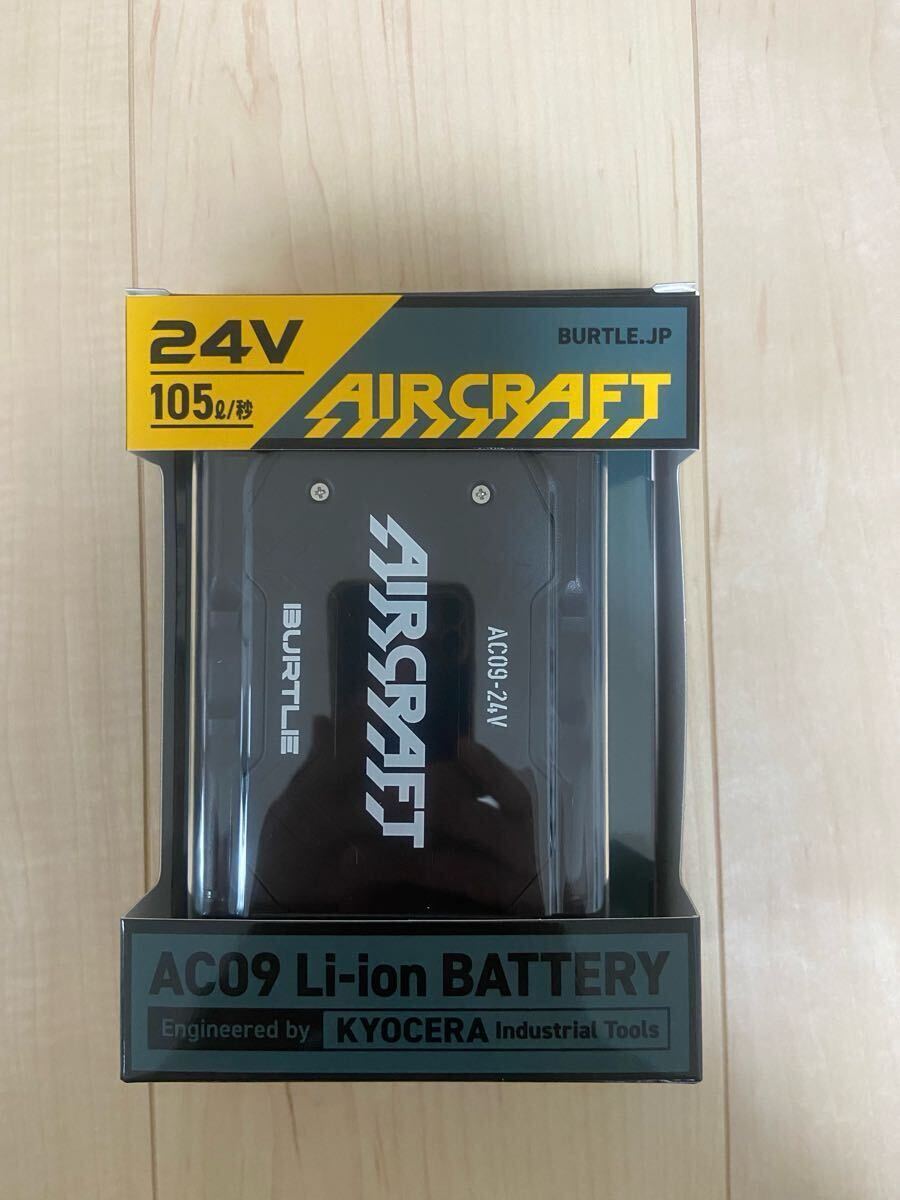 24V
105ℓ/秒
BURTLE.JP
AIRCRAFT
AIRCRAFT
BURTLE
AC09-24V
AC09 Li-ion BATTERY
Engineered by KYOCERA Industrial Tools